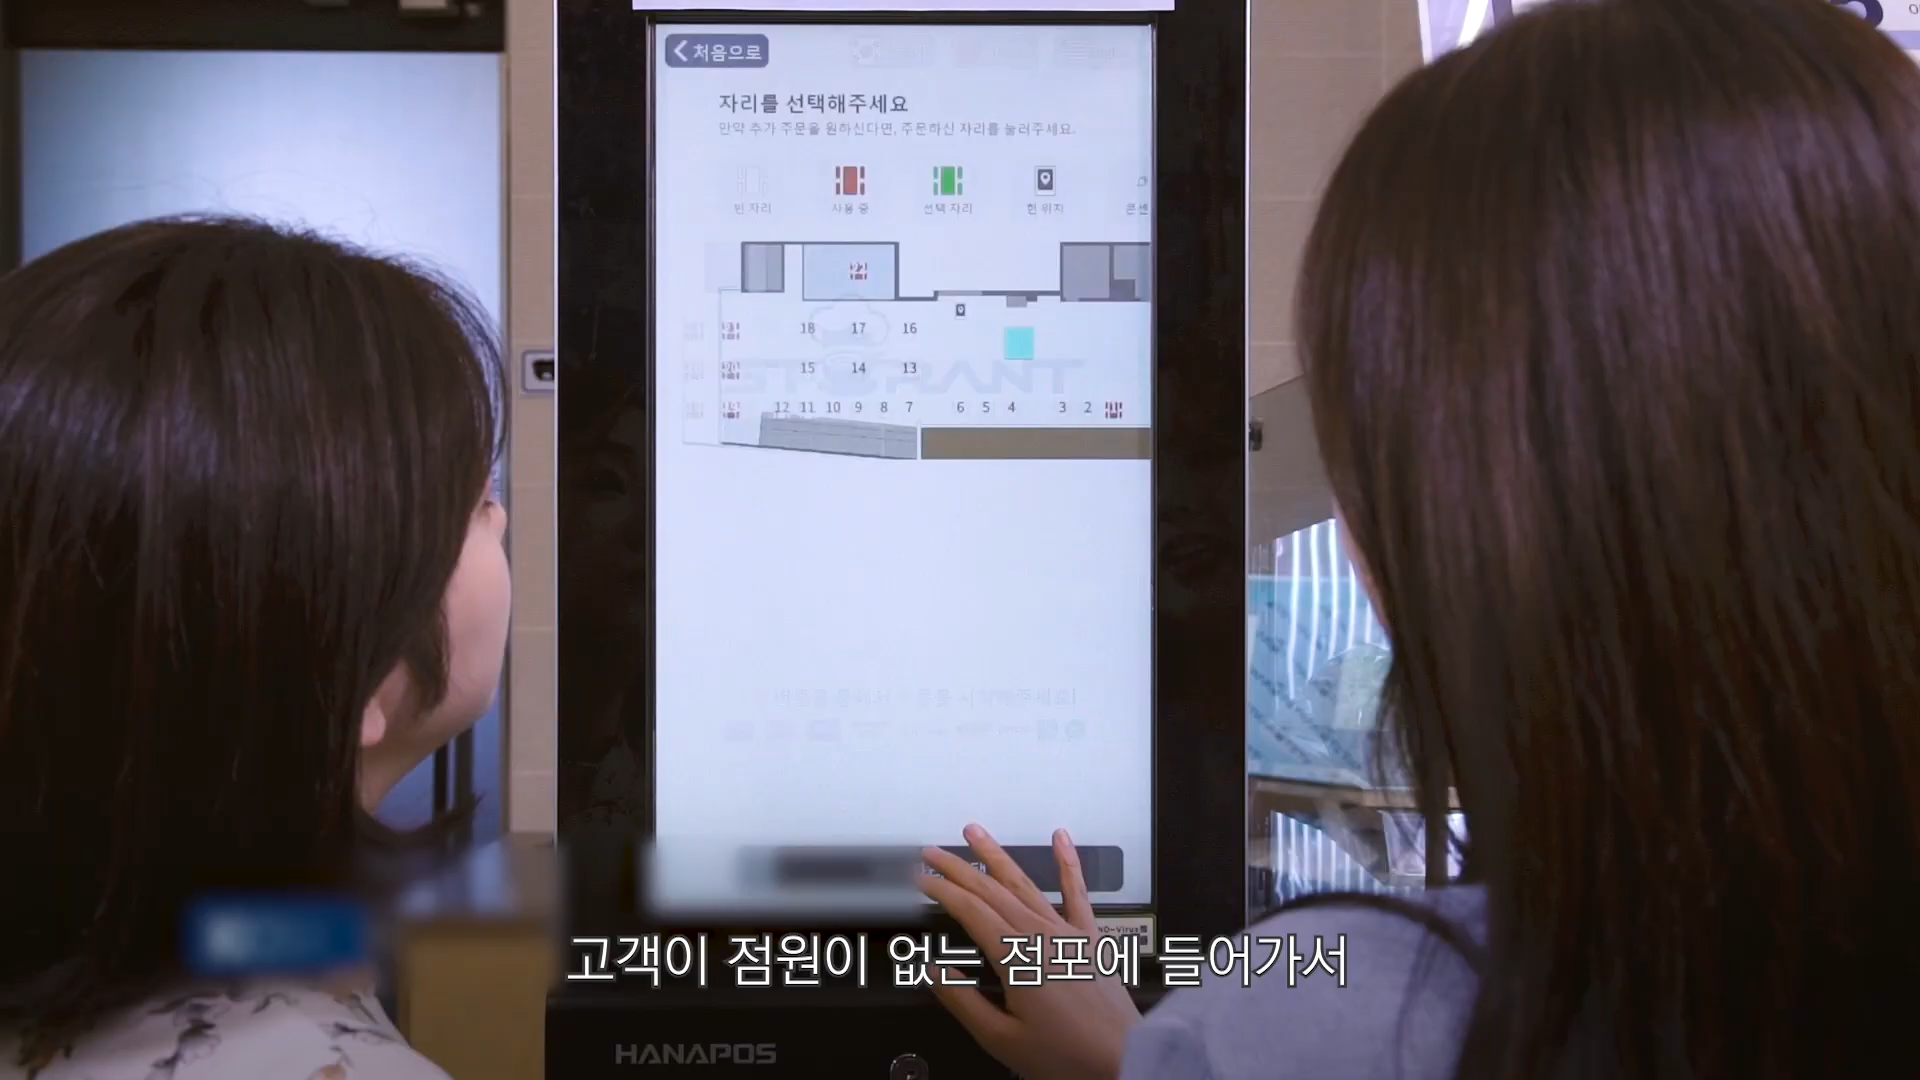 처음으로
자리를 선택해주세요
만약 추가 주문을 원하신다면, 주문하신 자리를 눌러주세요.
빈 자리 사용 중 선택 자리 현 위치 콘센
22
18 17 16
15 14 13
12 11 10 9 8 7 6 5 4 3 2 1
고객이 점원이 없는 점포에 들어가서
HANAPOS